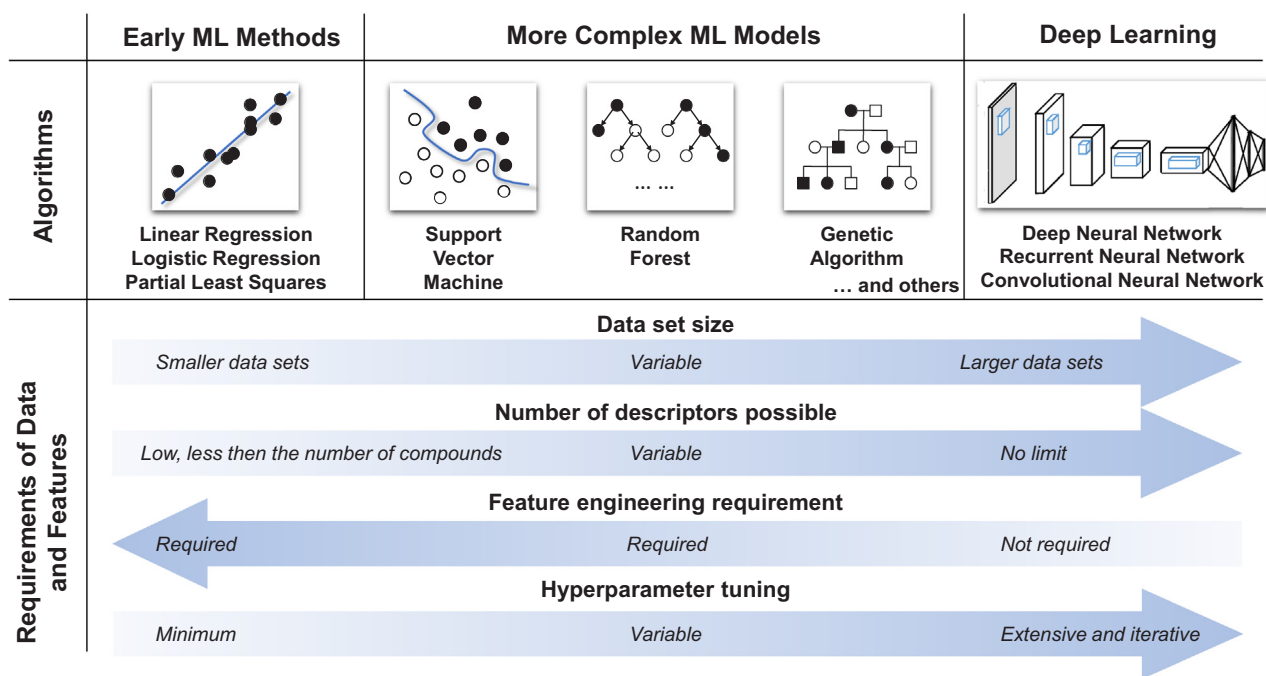 Early ML Methods
More Complex ML Models
Deep Learning
Algorithms
... ...
Linear Regression
Logistic Regression
Partial Least Squares
Support
Vector
Machine
Random
Forest
Genetic
Algorithm
... and others
Deep Neural Network
Recurrent Neural Network
Convolutional Neural Network
Requirements of Data
and Features
Data set size
Smaller data sets
Variable
Larger data sets
Number of descriptors possible
Low, less then the number of compounds
Variable
No limit
Feature engineering requirement
Required
Required
Not required
Hyperparameter tuning
Minimum
Variable
Extensive and iterative